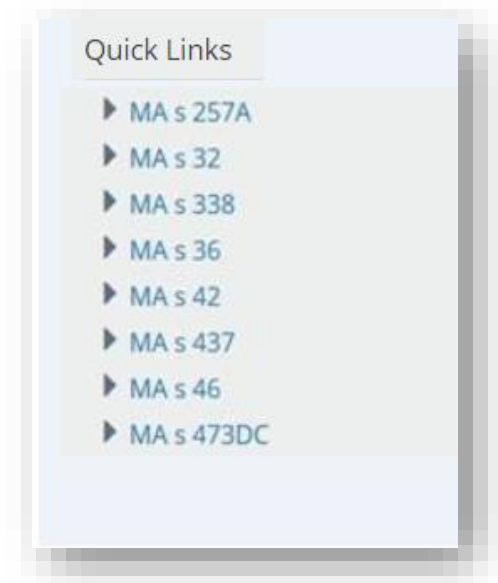 Quick Links
MA s 257A
MA s 32
MA s 338
MA s 36
MA s 42
MA s 437
MA s 46
MA s 473DC